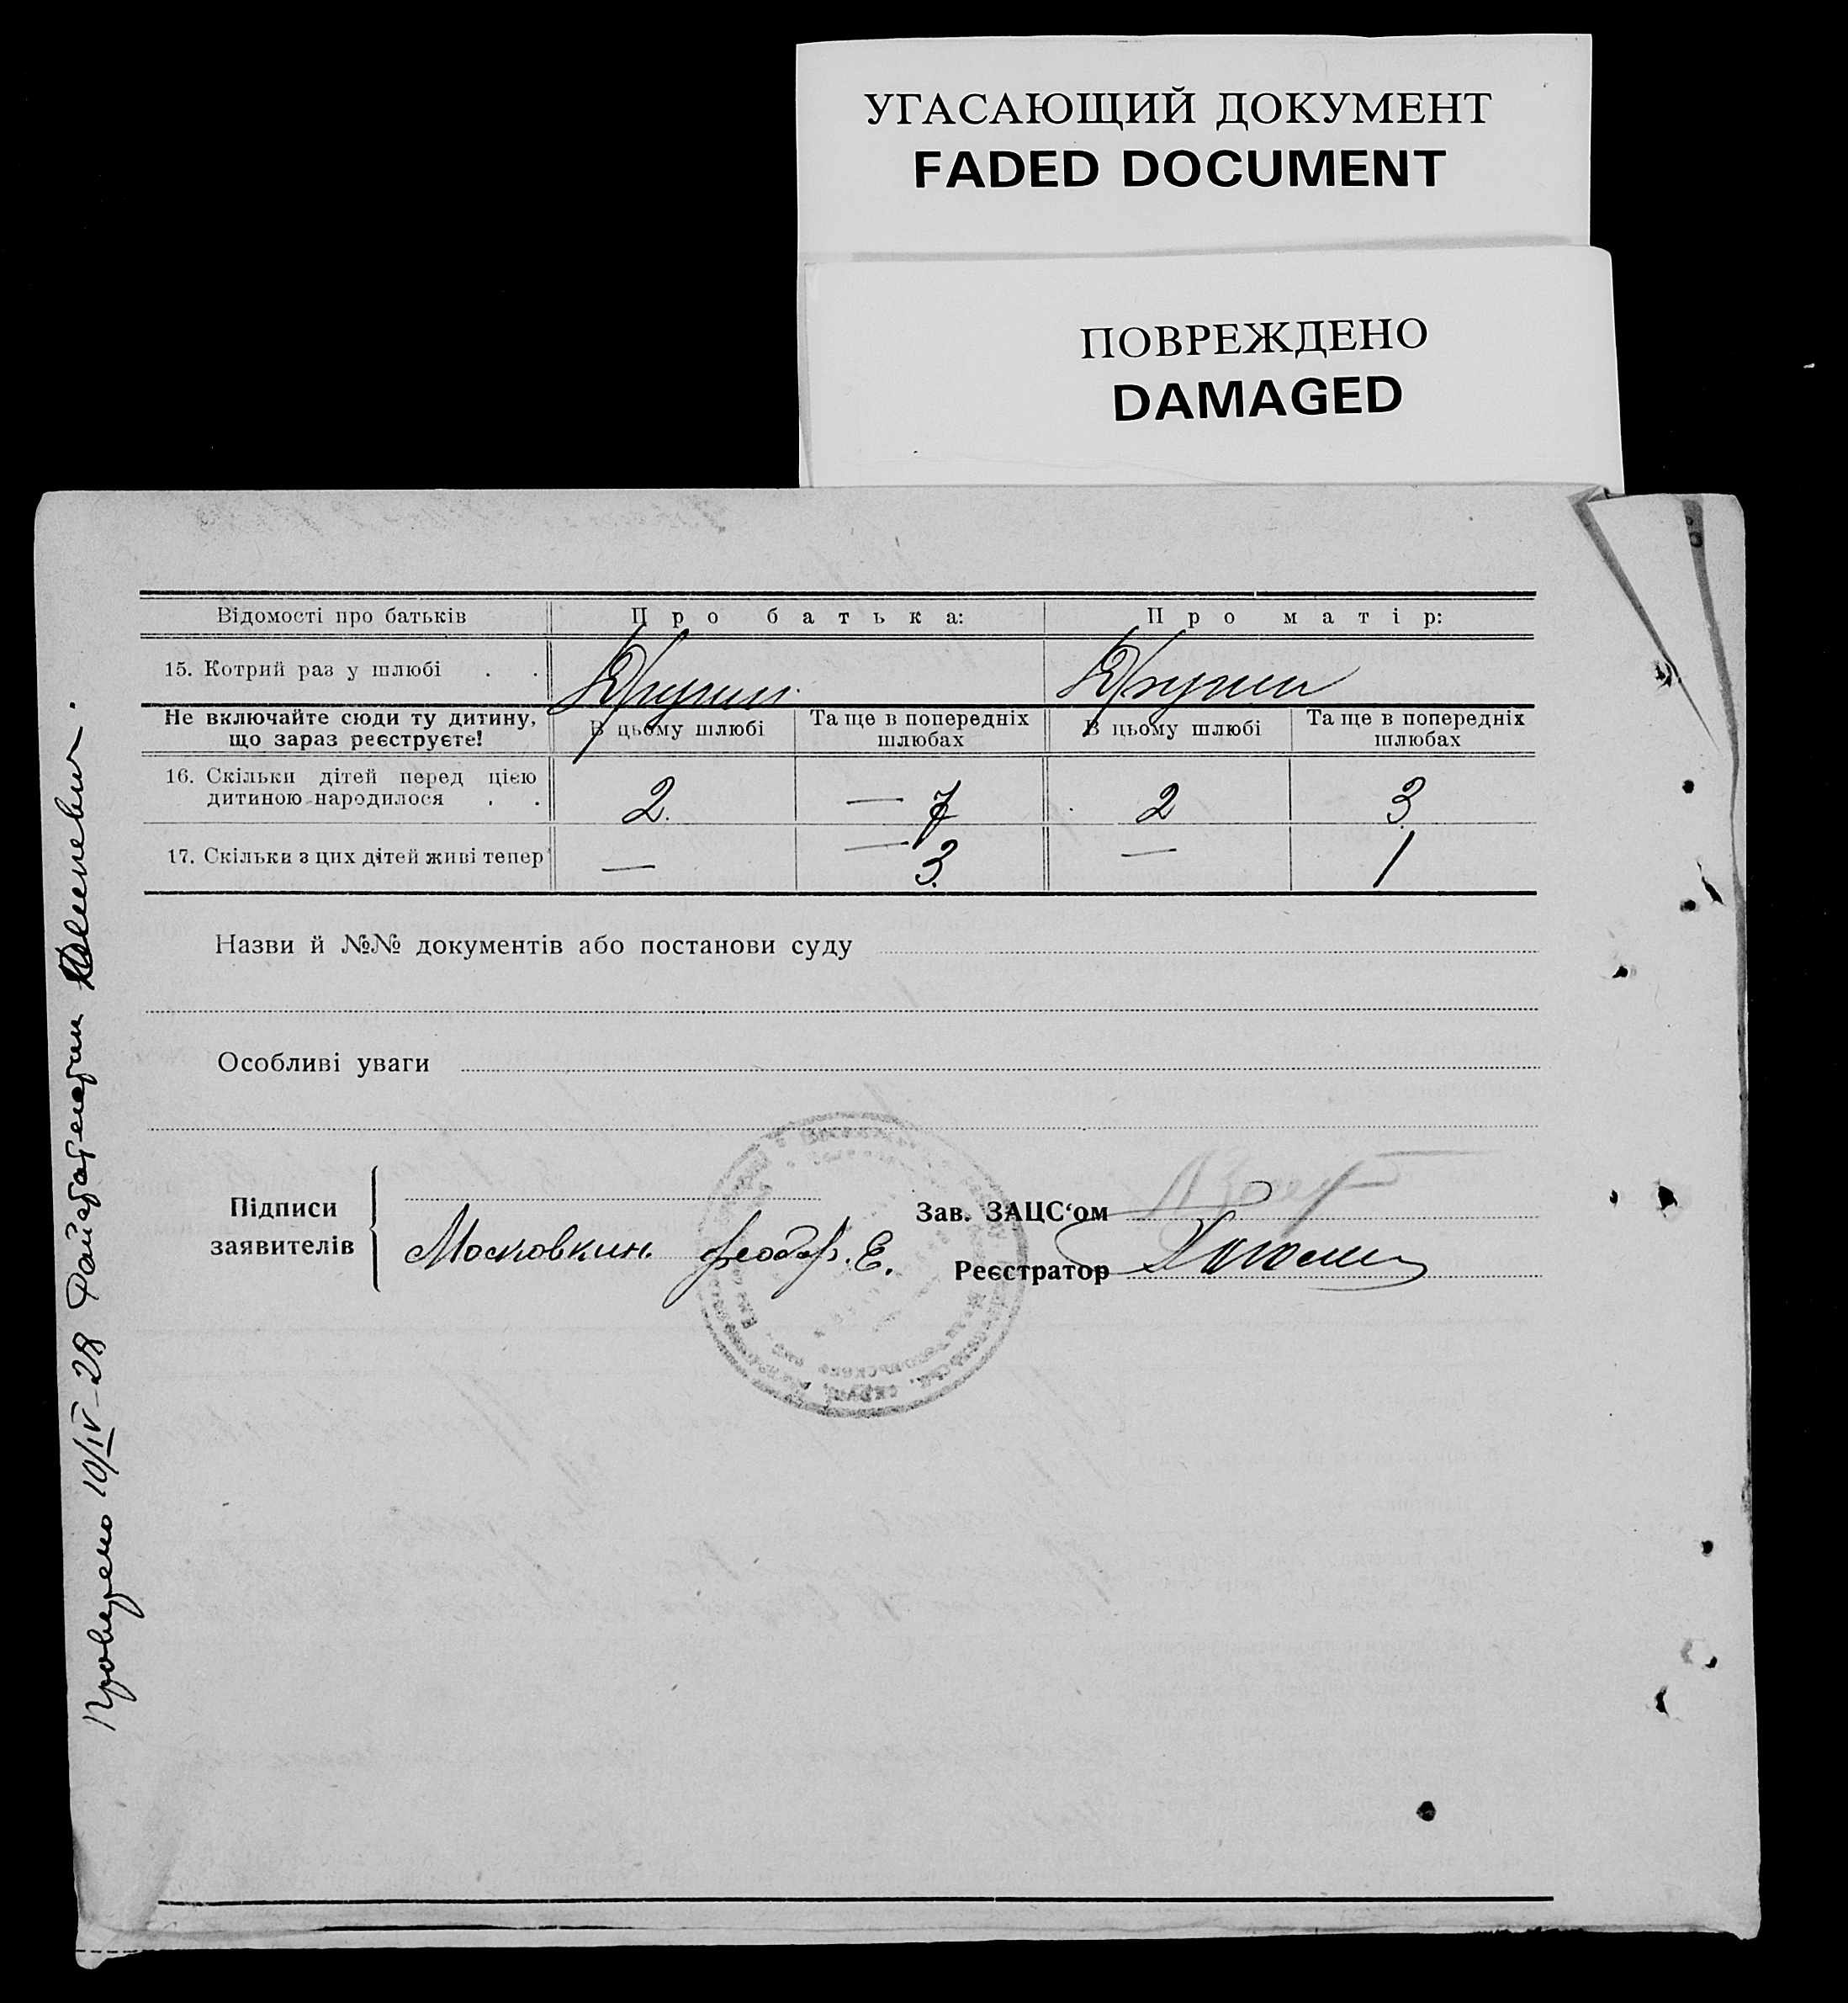 УГАСАЮЩИЙ ДОКУМЕНТ
FADED DOCUMENT
ПОВРЕЖДЕНО
DAMAGED
Відомості про батьків Про батька: Про матір:
15. Котрий раз у шлюбі . .
Не включайте сюди ту дитину, що зараз реєструєте! В цьому шлюбі Та ще в попередніх шлюбах В цьому шлюбі Та ще в попередніх шлюбах
16. Скільки дітей перед цією дитиною народилося . . 2. — 7 2 3
17. Скільки з цих дітей живі тепер — — 3. — 1
Назви й №№ документів або постанови суду
Особливі уваги
Підписи заявителів
Московкин. Феодор. Е.
Зав. ЗАЦС‘ом
Реєстратор
10/IV-28